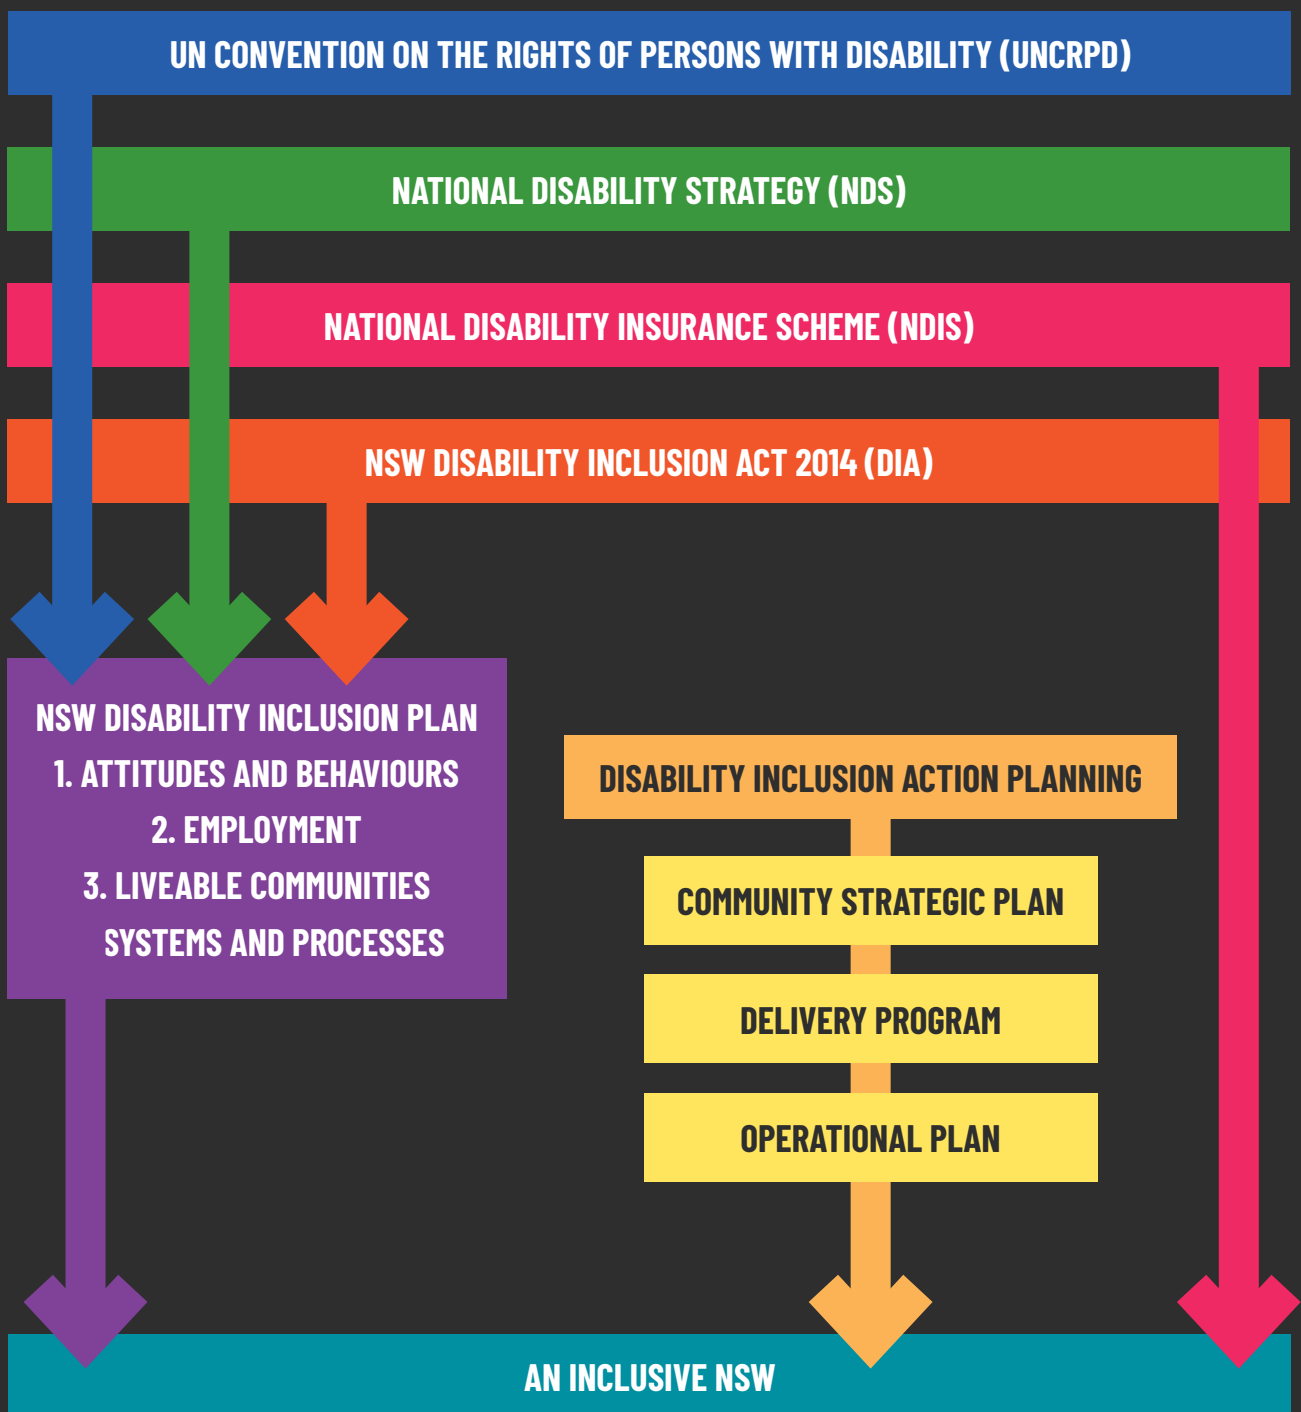 UN CONVENTION ON THE RIGHTS OF PERSONS WITH DISABILITY (UNCRPD)
NATIONAL DISABILITY STRATEGY (NDS)
NATIONAL DISABILITY INSURANCE SCHEME (NDIS)
NSW DISABILITY INCLUSION ACT 2014 (DIA)
NSW DISABILITY INCLUSION PLAN
1. ATTITUDES AND BEHAVIOURS
2. EMPLOYMENT
3. LIVEABLE COMMUNITIES
SYSTEMS AND PROCESSES
DISABILITY INCLUSION ACTION PLANNING
COMMUNITY STRATEGIC PLAN
DELIVERY PROGRAM
OPERATIONAL PLAN
AN INCLUSIVE NSW